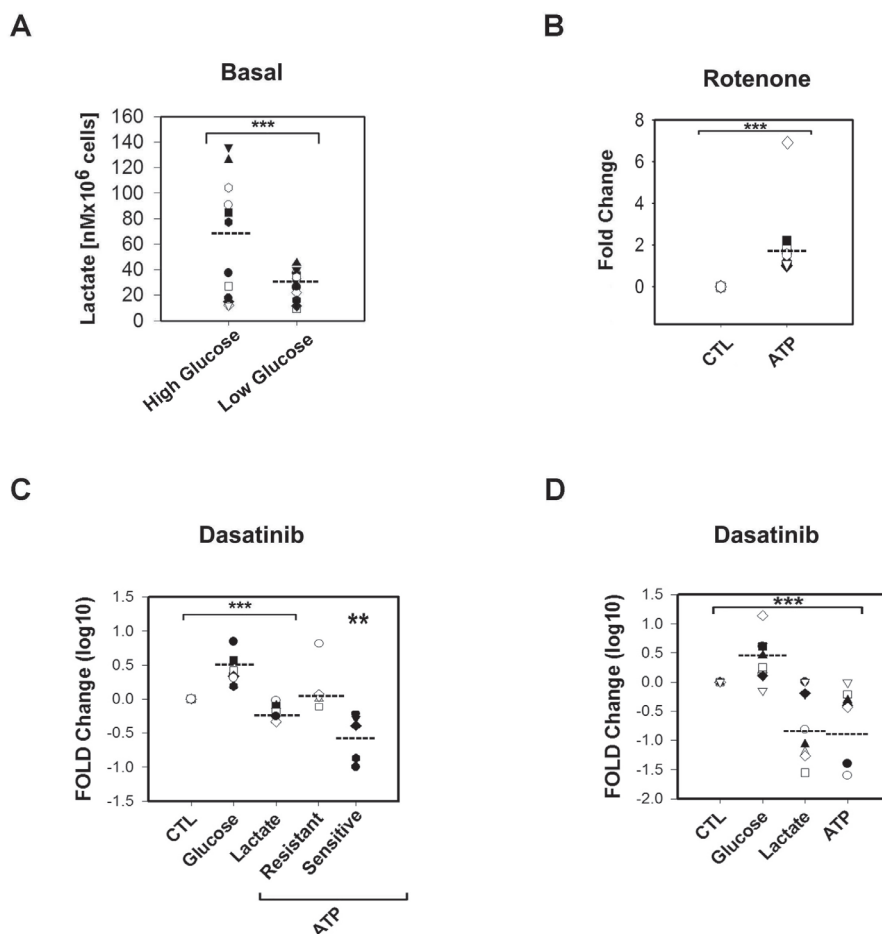 A
Basal
Lactate [nMx10⁶ cells]
160
140
120
100
80
60
40
20
0
***
High Glucose
Low Glucose
B
Rotenone
Fold Change
8
6
4
2
0
***
CTL
ATP
C
Dasatinib
FOLD Change (log10)
1.5
1.0
0.5
0.0
-0.5
-1.0
-1.5
***
**
CTL
Glucose
Lactate
Resistant
Sensitive
ATP
D
Dasatinib
FOLD Change (log10)
1.5
1.0
0.5
0.0
-0.5
-1.0
-1.5
-2.0
***
CTL
Glucose
Lactate
ATP